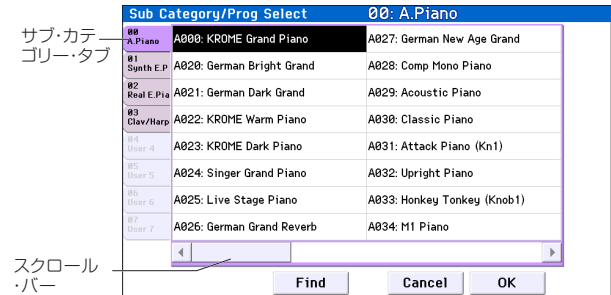 Sub Category/Prog Select 00: A.Piano
サブ・カテ
ゴリー・タブ
00
A.Piano
01
Synth E.P
02
Real E.Pia
03
Clav/Harp
04
User 4
05
User 5
06
User 6
07
User 7
A000: KROME Grand Piano
A020: German Bright Grand
A021: German Dark Grand
A022: KROME Warm Piano
A023: KROME Dark Piano
A024: Singer Grand Piano
A025: Live Stage Piano
A026: German Grand Reverb
A027: German New Age Grand
A028: Comp Mono Piano
A029: Acoustic Piano
A030: Classic Piano
A031: Attack Piano (Kn1)
A032: Upright Piano
A033: Honkey Tonkey (Knob1)
A034: M1 Piano
スクロール
・バー
Find Cancel OK